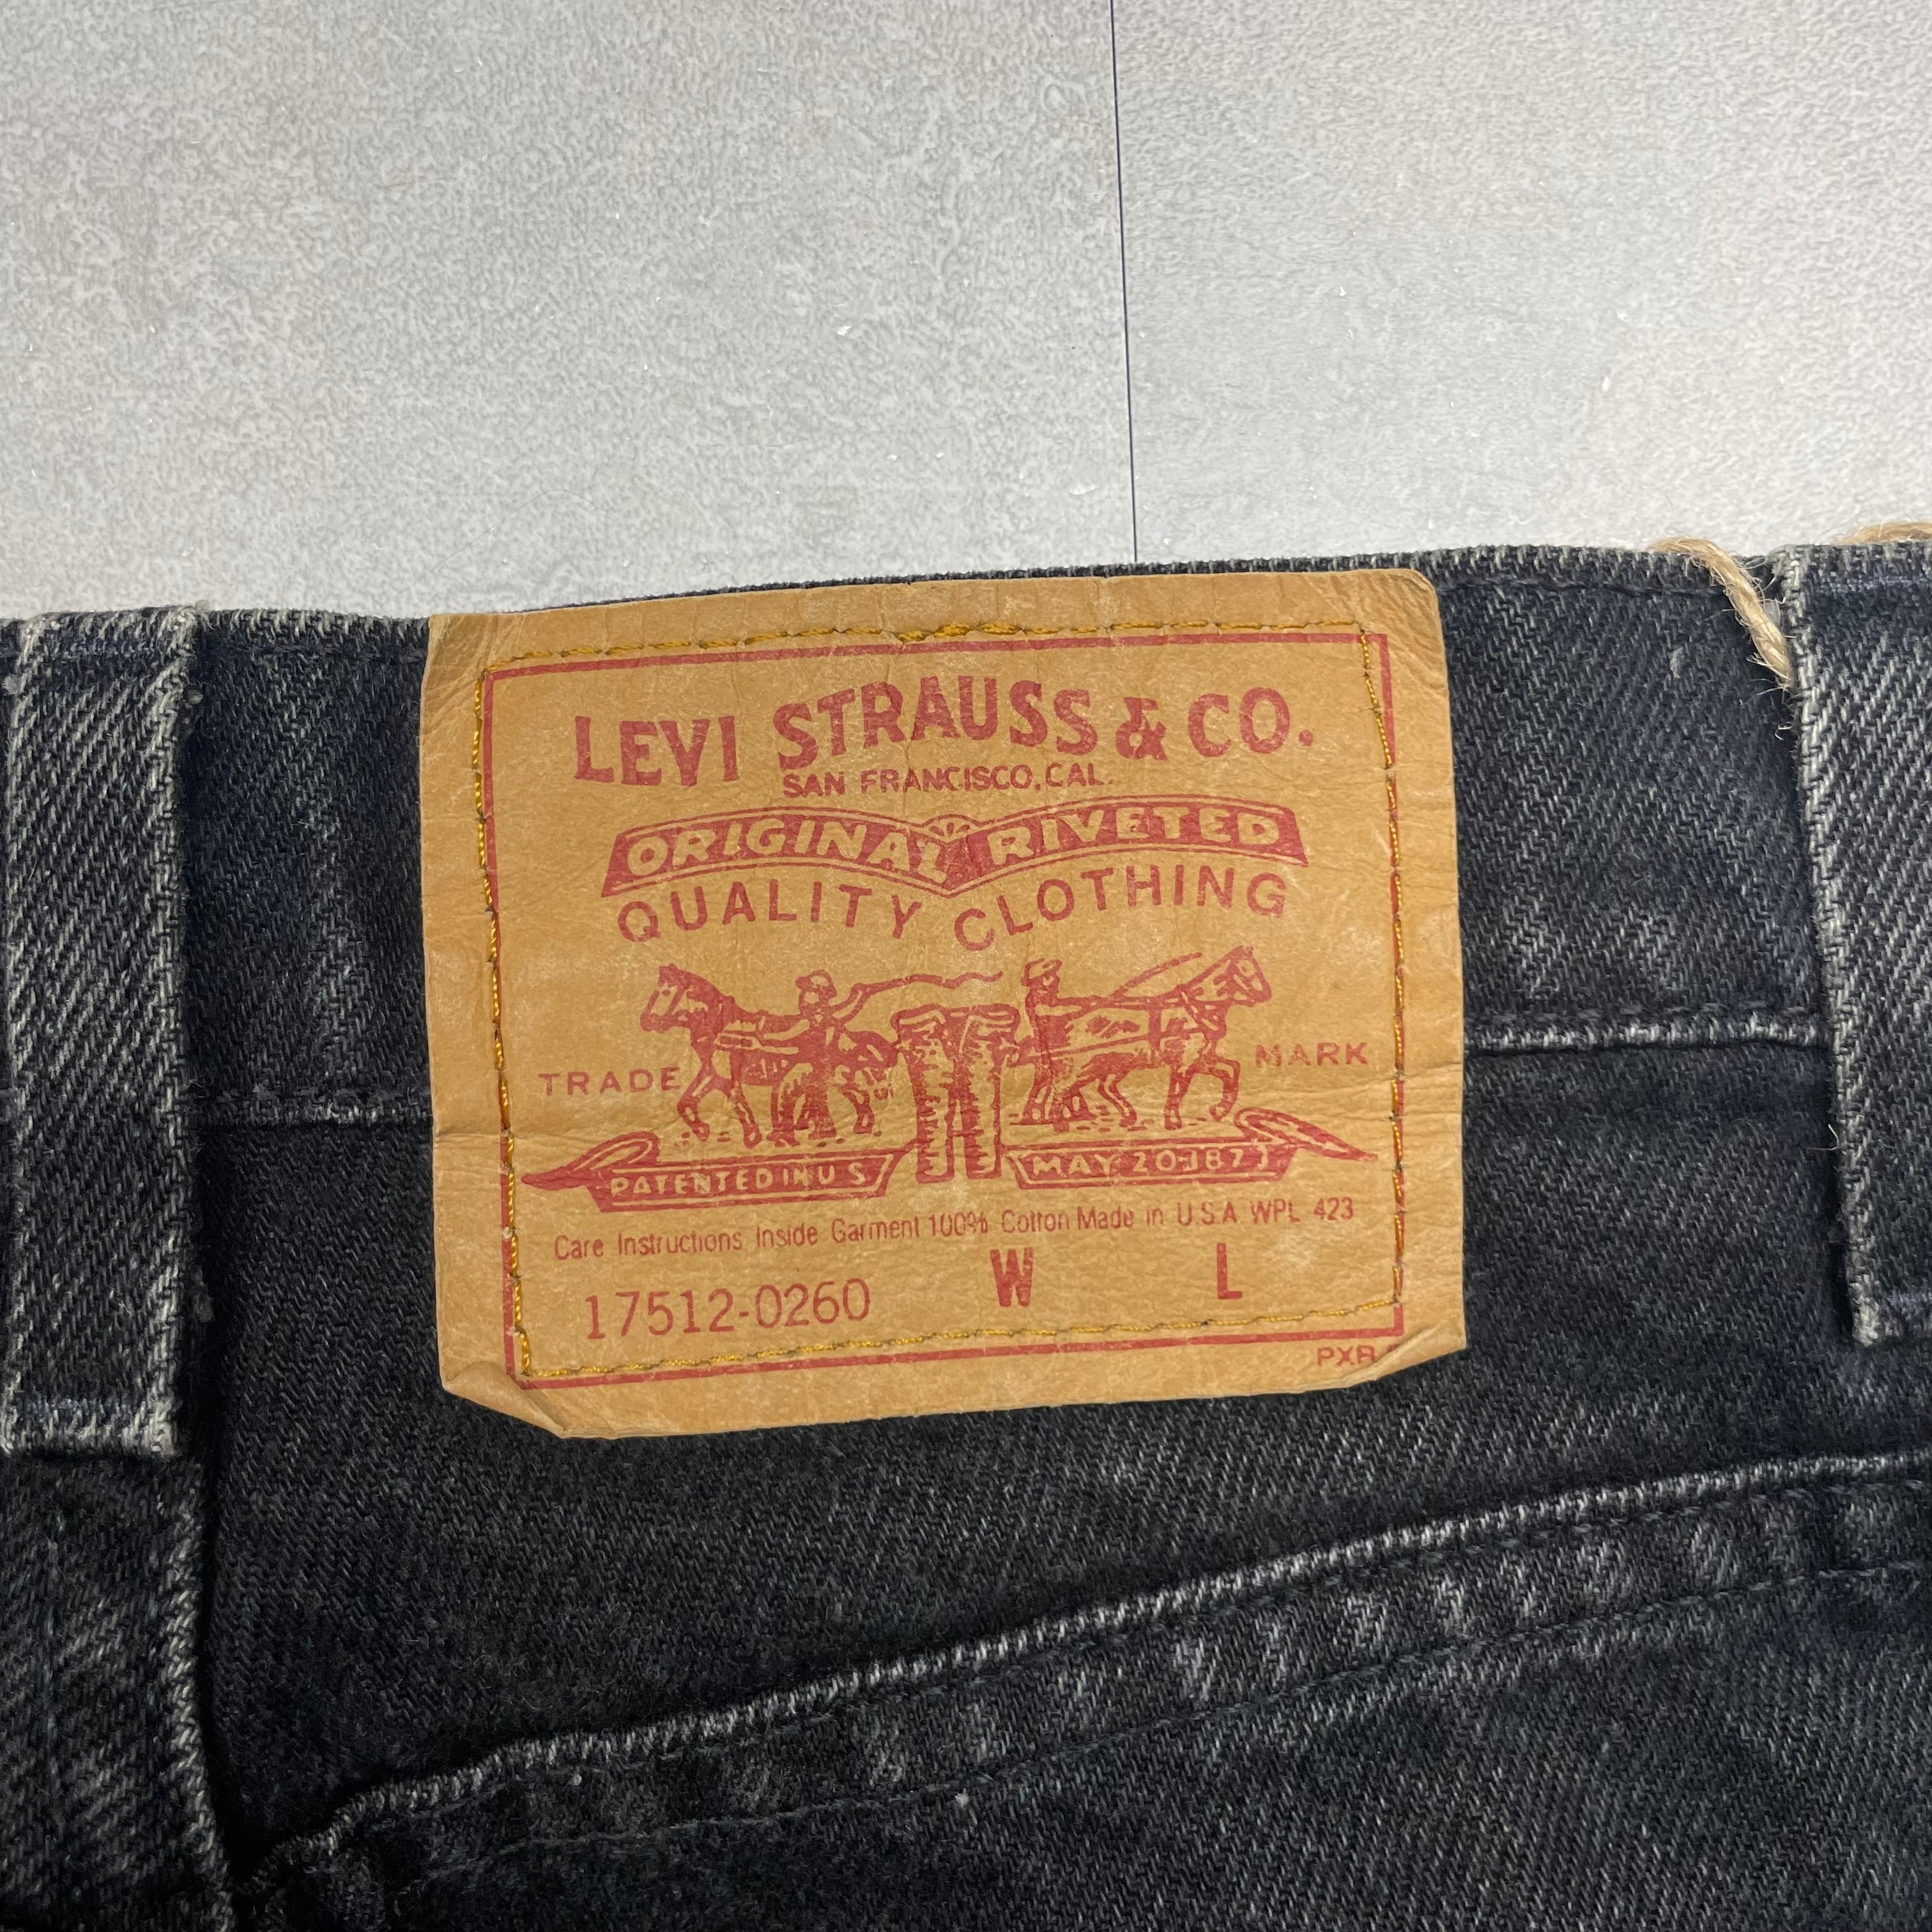 LEVI STRAUSS & CO.
SAN FRANCISCO, CAL.
ORIGINAL RIVETED
QUALITY CLOTHING
TRADE MARK
PATENTED IN U S MAY 20 1873
Care Instructions Inside Garment 100% Cotton Made in U.S.A. WPL 423
17512-0260 W L
PXR